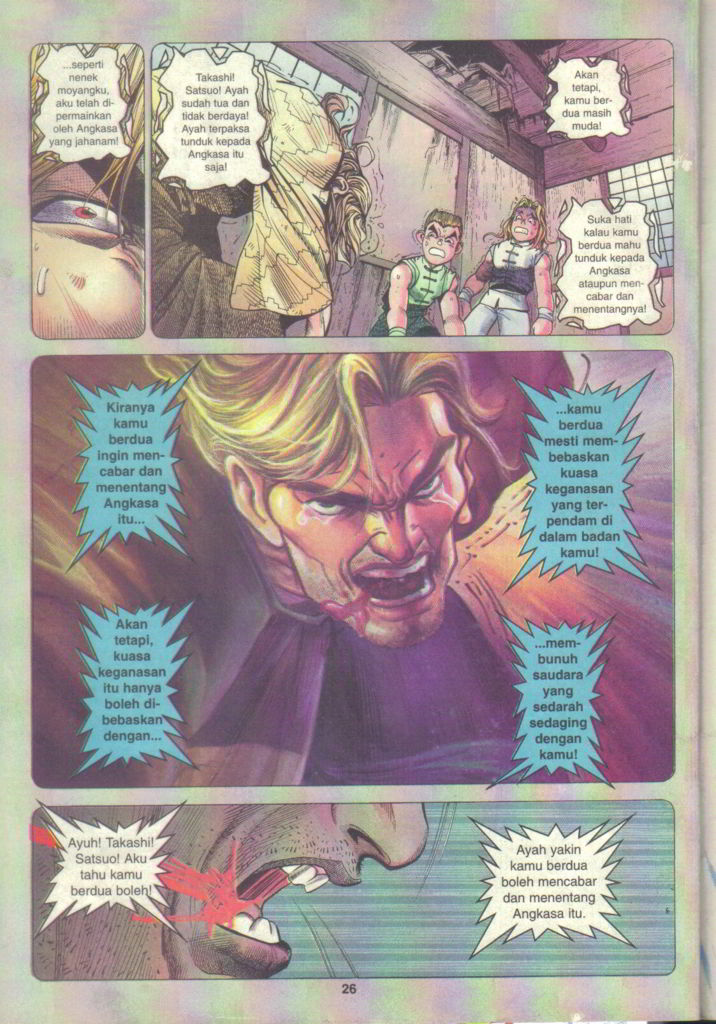 ...seperti
nenek
moyangku,
aku telah di-
permainkan
oleh Angkasa
yang jahanam!
Takashi!
Satsuo! Ayah
sudah tua dan
tidak berdaya!
Ayah terpaksa
tunduk kepada
Angkasa itu
saja!
Akan
tetapi,
kamu ber-
dua masih
muda!
Suka hati
kalau kamu
berdua mahu
tunduk kepada
Angkasa
ataupun men-
cabar dan
menentangnya!
Kiranya
kamu
berdua
ingin men-
cabar dan
menentang
Angkasa
itu...
...kamu
berdua
mesti mem-
bebaskan
kuasa
keganasan
yang ter-
pendam di
dalam badan
kamu!
Akan
tetapi,
kuasa
keganasan
itu hanya
boleh di-
bebaskan
dengan...
...mem-
bunuh
saudara
yang
sedarah
sedaging
dengan
kamu!
Ayuh! Takashi!
Satsuo! Aku
tahu kamu
berdua boleh!
Ayah yakin
kamu berdua
boleh mencabar
dan menentang
Angkasa itu.
26